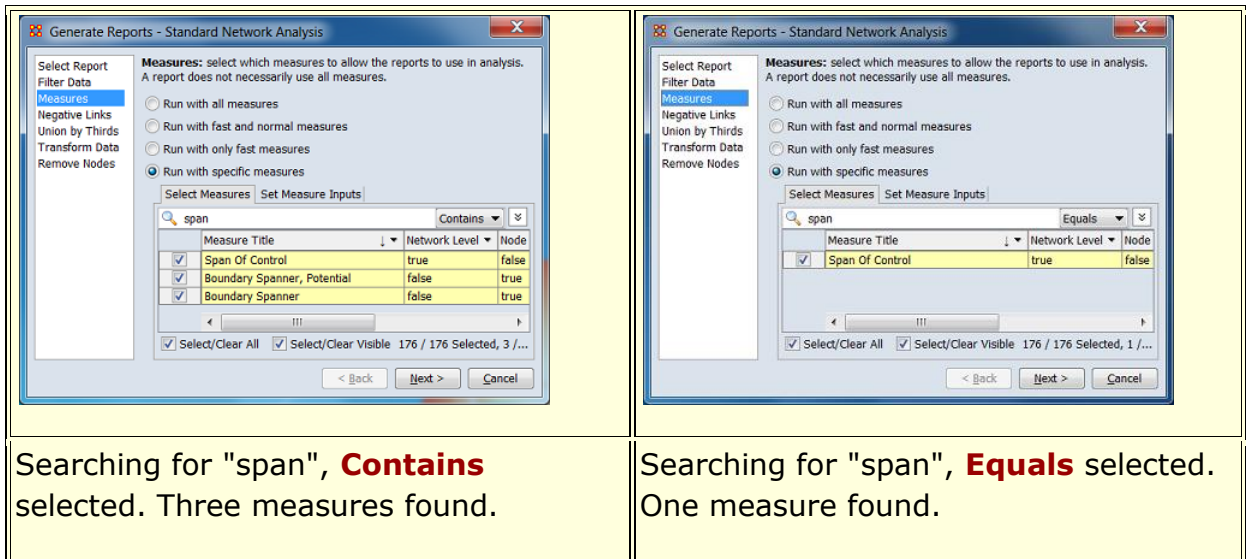 Generate Reports - Standard Network Analysis
Select Report
Filter Data
Measures
Negative Links
Union by Thirds
Transform Data
Remove Nodes
Measures: select which measures to allow the reports to use in analysis.
A report does not necessarily use all measures.
Run with all measures
Run with fast and normal measures
Run with only fast measures
Run with specific measures
Select Measures Set Measure Inputs
span Contains
Measure Title Network Level Node
Span Of Control true false
Boundary Spanner, Potential false true
Boundary Spanner false true
Select/Clear All Select/Clear Visible 176 / 176 Selected, 3 /...
< Back Next > Cancel
Searching for "span", Contains
selected. Three measures found.
Generate Reports - Standard Network Analysis
Select Report
Filter Data
Measures
Negative Links
Union by Thirds
Transform Data
Remove Nodes
Measures: select which measures to allow the reports to use in analysis.
A report does not necessarily use all measures.
Run with all measures
Run with fast and normal measures
Run with only fast measures
Run with specific measures
Select Measures Set Measure Inputs
span Equals
Measure Title Network Level Node
Span Of Control true false
Select/Clear All Select/Clear Visible 176 / 176 Selected, 1 /...
< Back Next > Cancel
Searching for "span", Equals selected.
One measure found.